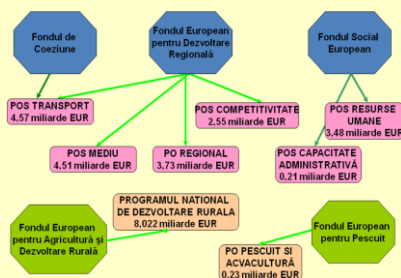 Fondul de
Coeziune
Fondul European
pentru Dezvoltare
Regională
Fondul Social
European
POS TRANSPORT
4,57 miliarde EUR
POS COMPETITIVITATE
2,55 miliarde EUR
POS RESURSE
UMANE
3,48 miliarde EUR
POS MEDIU
4,51 miliarde EUR
PO REGIONAL
3,73 miliarde EUR
POS CAPACITATE
ADMINISTRATIVĂ
0,21 miliarde EUR
PROGRAMUL NATIONAL
DE DEZVOLTARE RURALA
8,022 miliarde EUR
Fondul European
pentru Agricultură şi
Dezvoltare Rurală
Fondul European
pentru Pescuit
PO PESCUIT SI
ACVACULTURĂ
0,23 miliarde EUR